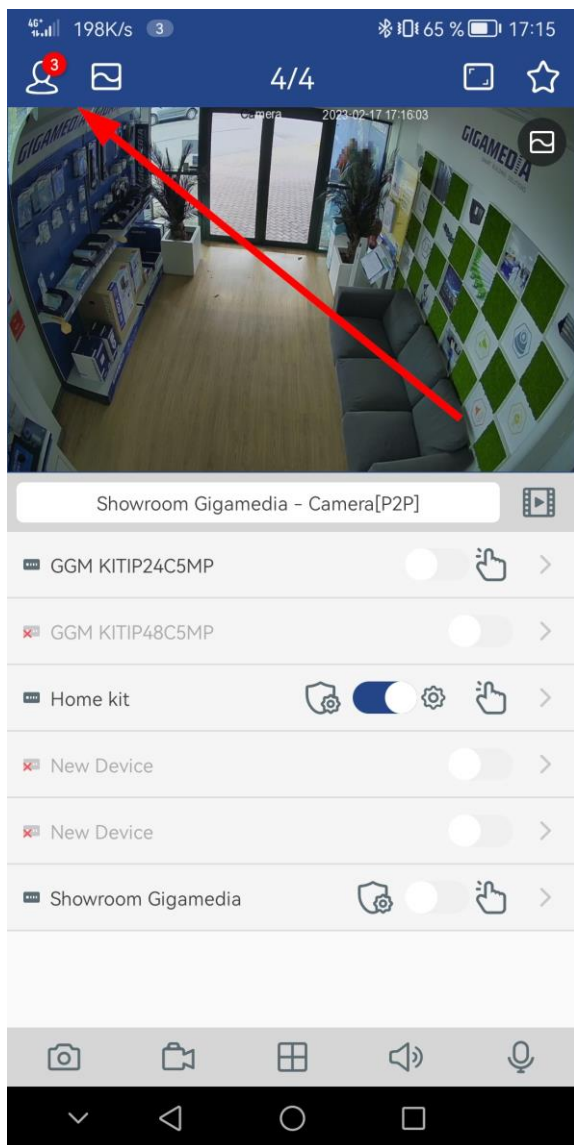 4G+ 198K/s 3 65 % 17:15
3 4/4
Camera 2023-02-17 17:16:03
GIGAMEDIA
GIGAMEDIA
Showroom Gigamedia - Camera[P2P]
GGM KITIP24C5MP
GGM KITIP48C5MP
Home kit
New Device
New Device
Showroom Gigamedia